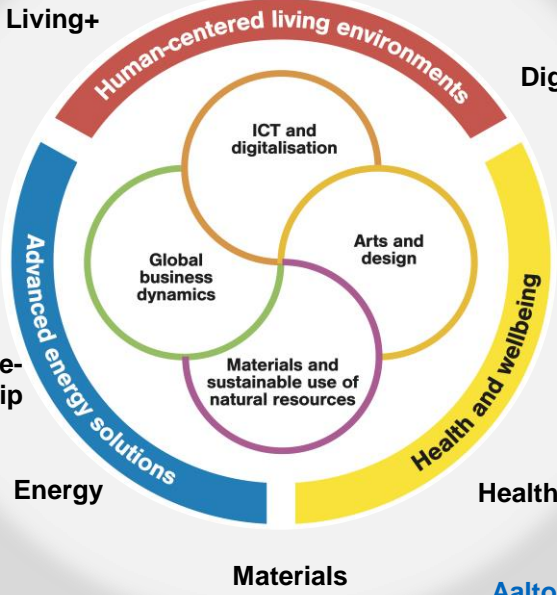 Living+
Human-centered living environments
Dig
ICT and
digitalisation
Arts and
design
Global
business
dynamics
Advanced energy solutions
Health and wellbeing
e-
ip
Materials and
sustainable use of
natural resources
Energy
Health
Materials
Aalto